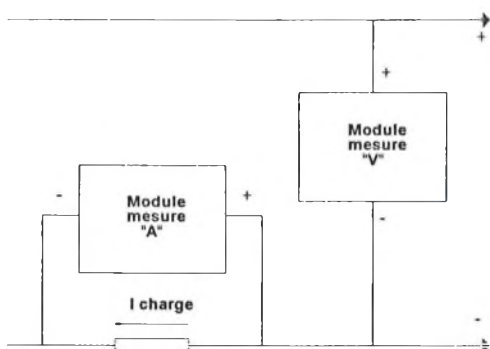 +
+
Module
mesure
"V"
-
- Module +
mesure
"A"
I charge
-